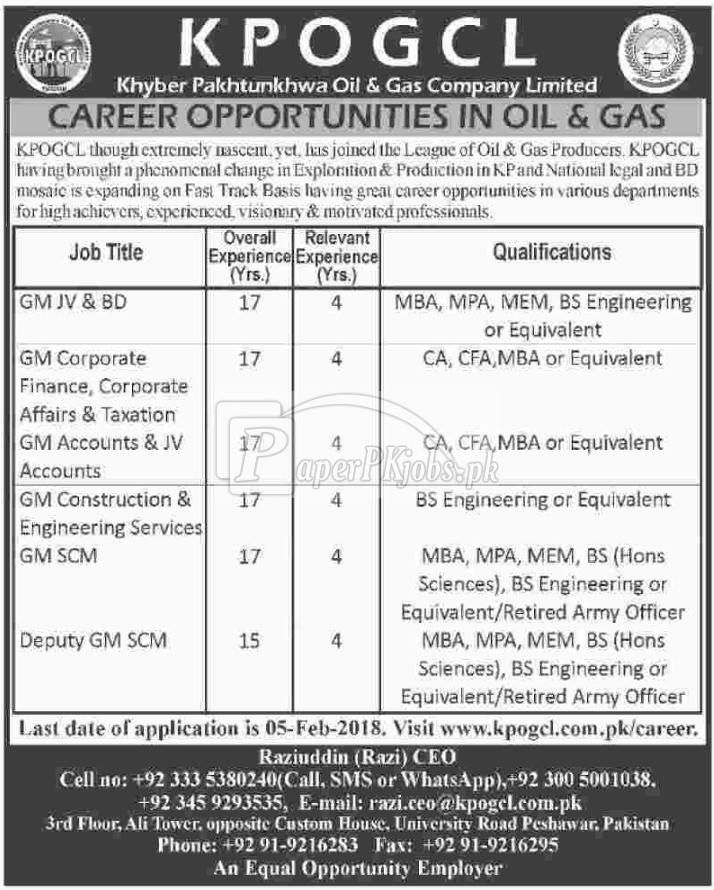 KPOGCL
KPOGCL
Khyber Pakhtunkhwa Oil & Gas Company Limited
CAREER OPPORTUNITIES IN OIL & GAS
KPOGCL though extremely nascent, yet, has joined the League of Oil & Gas Producers. KPOGCL
having brought a phenomenal change in Exploration & Production in KP and National legal and BD
mosaic is expanding on Fast Track Basis having great career opportunities in various departments
for high achievers, experienced, visionary & motivated professionals.
Job Title Overall Experience (Yrs.) Relevant Experience (Yrs.) Qualifications
GM JV & BD 17 4 MBA, MPA, MEM, BS Engineering
or Equivalent
GM Corporate 17 4 CA, CFA,MBA or Equivalent
Finance, Corporate
Affairs & Taxation
GM Accounts & JV 17 4 CA, CFA,MBA or Equivalent
Accounts
PaperPKjobs.pk
GM Construction & 17 4 BS Engineering or Equivalent
Engineering Services
GM SCM 17 4 MBA, MPA, MEM, BS (Hons
Sciences), BS Engineering or
Equivalent/Retired Army Officer
Deputy GM SCM 15 4 MBA, MPA, MEM, BS (Hons
Sciences), BS Engineering or
Equivalent/Retired Army Officer
Last date of application is 05-Feb-2018. Visit www.kpogcl.com.pk/career.
Raziuddin (Razi) CEO
Cell no: +92 333 5380240(Call, SMS or WhatsApp),+92 300 5001038,
+92 345 9293535, E-mail: razi.ceo@kpogcl.com.pk
3rd Floor, Ali Tower, opposite Custom House, University Road Peshawar, Pakistan
Phone: +92 91-9216283 Fax: +92 91-9216295
An Equal Opportunity Employer